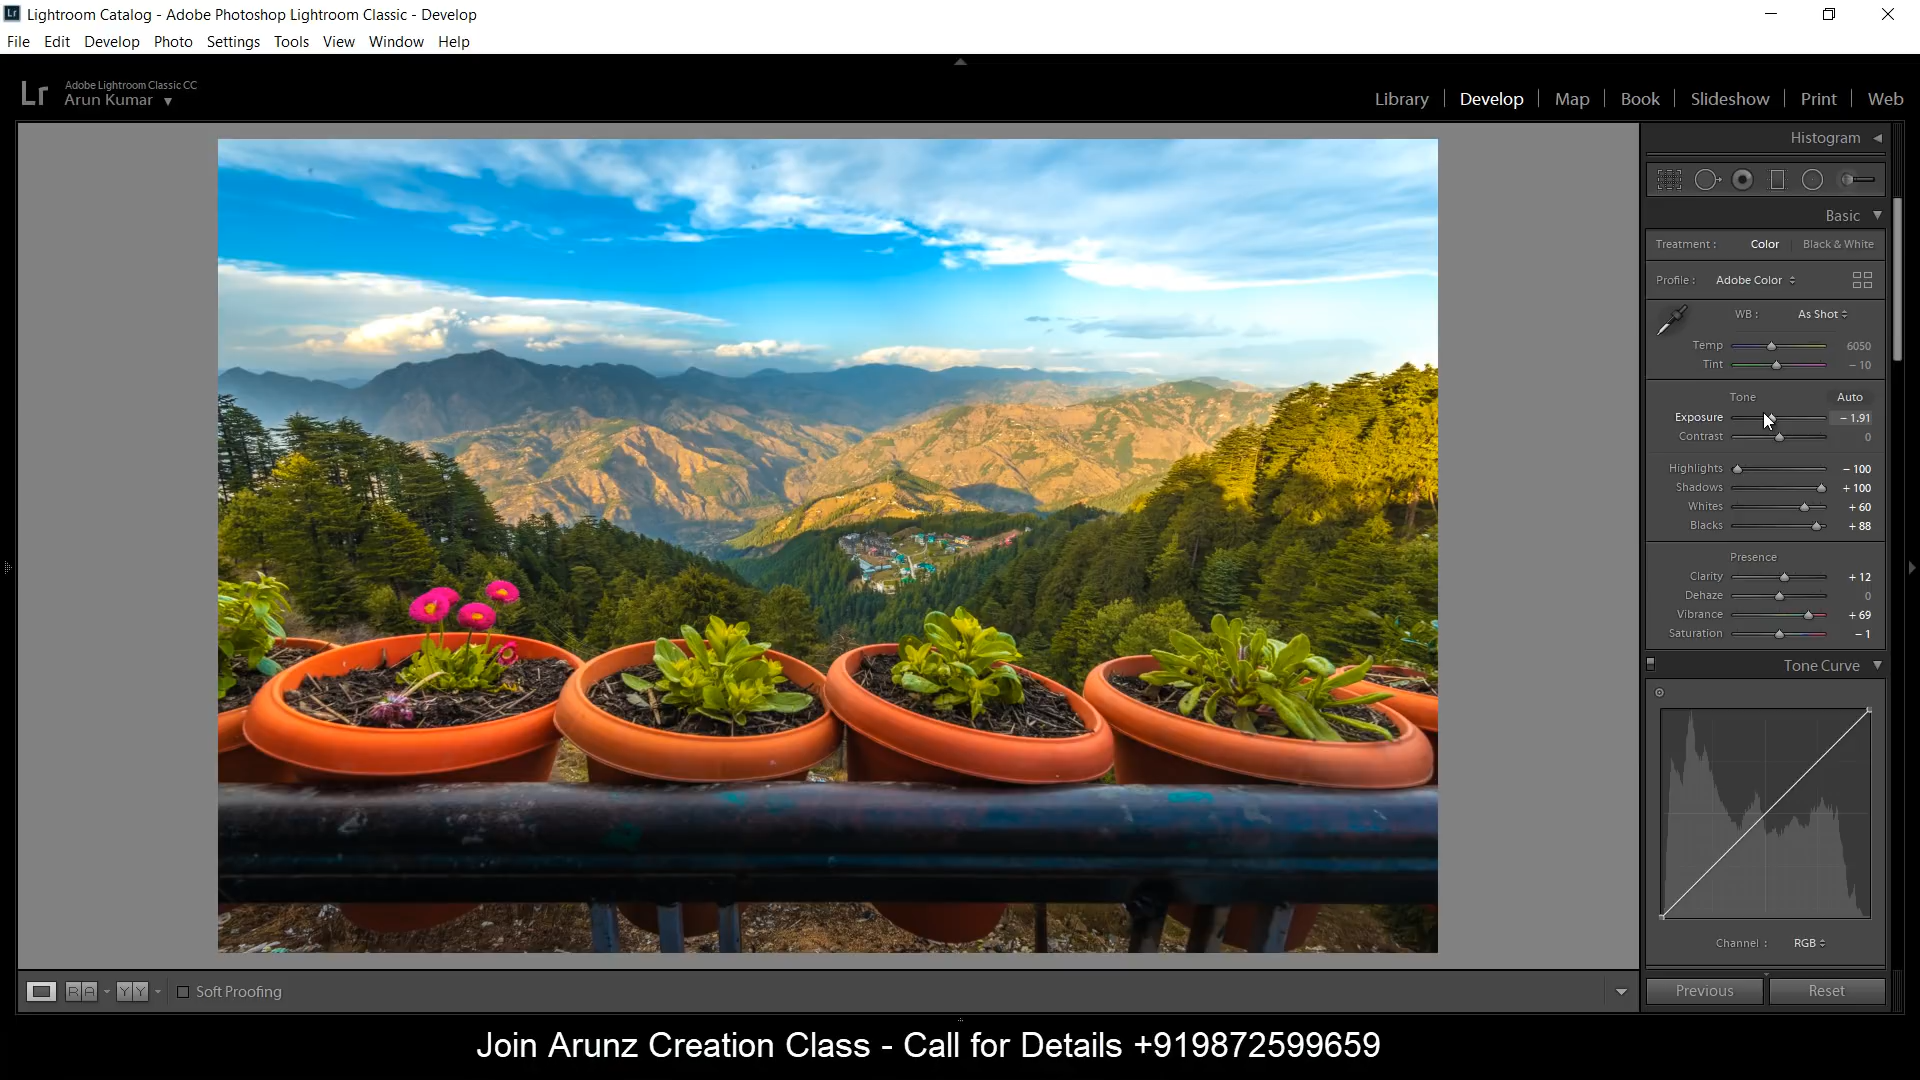 Lightroom Catalog - Adobe Photoshop Lightroom Classic - Develop
File Edit Develop Photo Settings Tools View Window Help
Lr Adobe Lightroom Classic CC
Arun Kumar
Library Develop Map Book Slideshow Print Web
Histogram
Basic
Treatment : Color Black & White
Profile : Adobe Color
WB : As Shot
Temp 6050
Tint - 10
Tone Auto
Exposure - 1.91
Contrast 0
Highlights - 100
Shadows + 100
Whites + 60
Blacks + 88
Presence
Clarity + 12
Dehaze 0
Vibrance + 69
Saturation - 1
Tone Curve
Channel : RGB
RA YY Soft Proofing
Previous Reset
Join Arunz Creation Class - Call for Details +919872599659